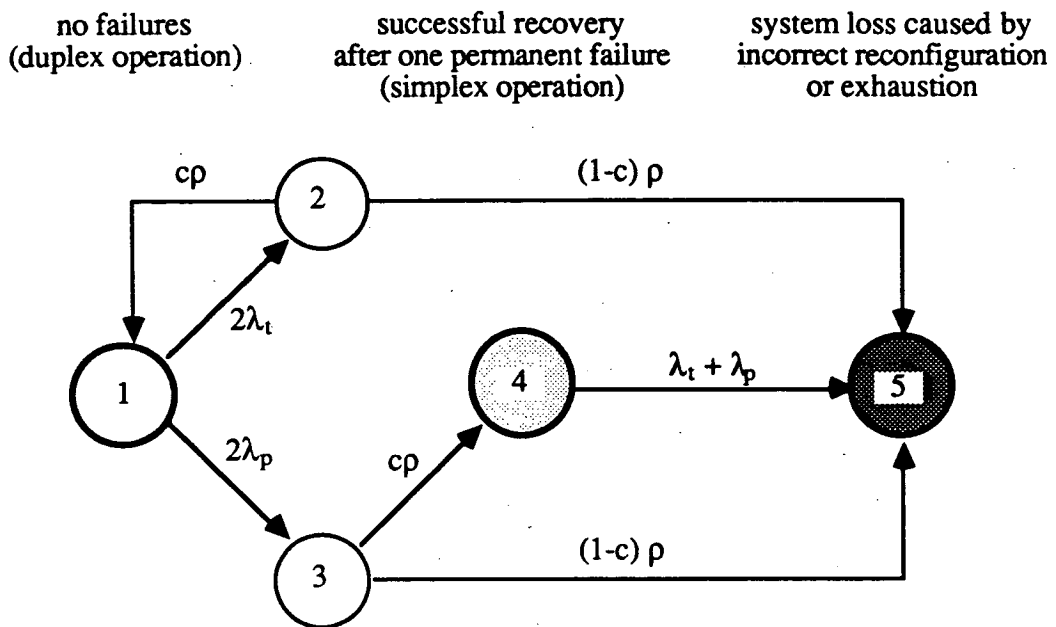 no failures
(duplex operation)
successful recovery
after one permanent failure
(simplex operation)
system loss caused by
incorrect reconfiguration
or exhaustion
cρ
2
(1-c) ρ
2λt
1
4
λt + λp
5
2λp
cρ
3
(1-c) ρ